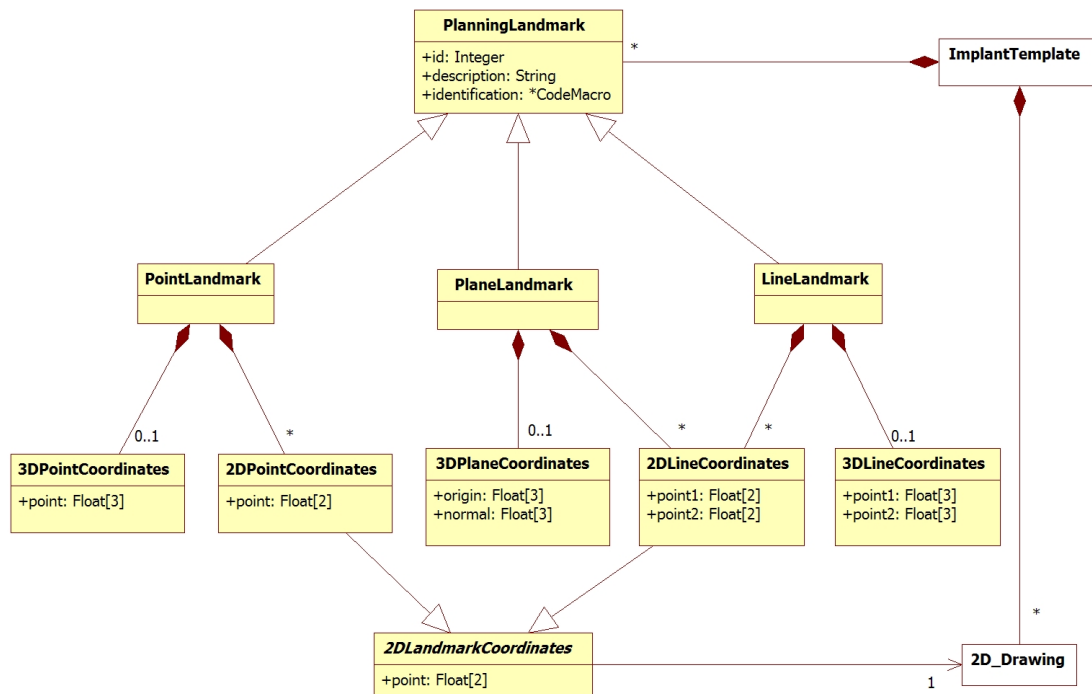 PlanningLandmark
+id: Integer
+description: String
+identification: *CodeMacro
*
ImplantTemplate
PointLandmark
PlaneLandmark
LineLandmark
0..1
*
0..1
*
*
0..1
3DPointCoordinates
+point: Float[3]
2DPointCoordinates
+point: Float[2]
3DPlaneCoordinates
+origin: Float[3]
+normal: Float[3]
2DLineCoordinates
+point1: Float[2]
+point2: Float[2]
3DLineCoordinates
+point1: Float[3]
+point2: Float[3]
*
2DLandmarkCoordinates
+point: Float[2]
1
2D_Drawing